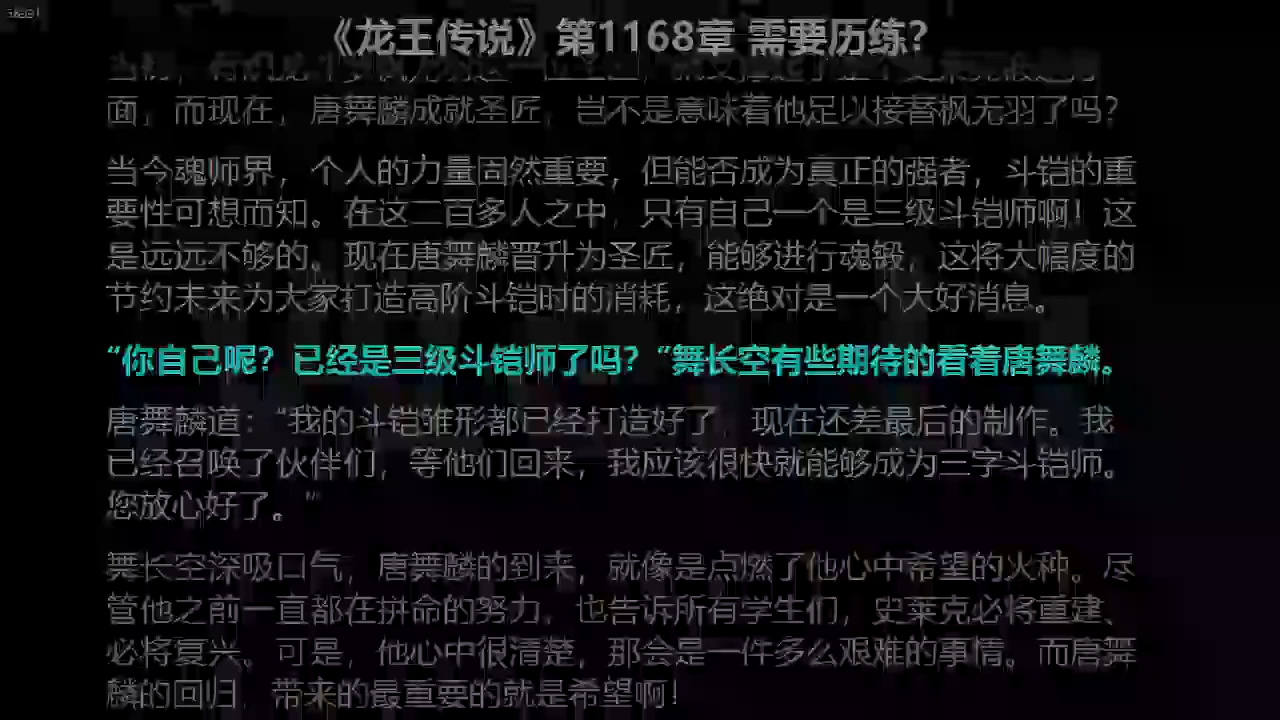 《龙王传说》第1168章 需要历练?
面，而现在，唐舞麟成就圣匠，岂不是意味着他足以接替枫无羽了吗?
当今魂师界，个人的力量固然重要，但能否成为真正的强者，斗铠的重
要性可想而知。在这二百多人之中，只有自己一个是三级斗铠师啊！这
是远远不够的。现在唐舞麟晋升为圣匠，能够进行魂锻，这将大幅度的
节约未来为大家打造高阶斗铠时的消耗，这绝对是一个大好消息。
“你自己呢？已经是三级斗铠师了吗？“舞长空有些期待的看着唐舞麟。
唐舞麟道：“我的斗铠雏形都已经打造好了，现在还差最后的制作。我
已经召唤了伙伴们，等他们回来，我应该很快就能够成为三字斗铠师。
您放心好了。”
舞长空深吸口气，唐舞麟的到来，就像是点燃了他心中希望的火种。尽
管他之前一直都在拼命的努力，也告诉所有学生们，史莱克必将重建、
必将复兴。可是，他心中很清楚，那会是一件多么艰难的事情。而唐舞
麟的回归，带来的最重要的就是希望啊！